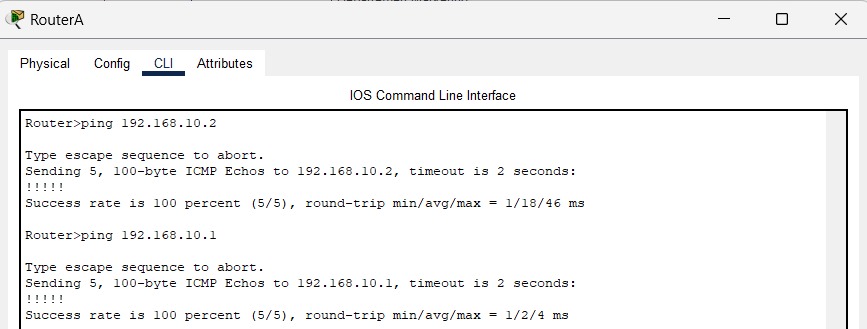 RouterA
Physical Config CLI Attributes
IOS Command Line Interface
Router>ping 192.168.10.2
Type escape sequence to abort.
Sending 5, 100-byte ICMP Echos to 192.168.10.2, timeout is 2 seconds:
!!!!!
Success rate is 100 percent (5/5), round-trip min/avg/max = 1/18/46 ms
Router>ping 192.168.10.1
Type escape sequence to abort.
Sending 5, 100-byte ICMP Echos to 192.168.10.1, timeout is 2 seconds:
!!!!!
Success rate is 100 percent (5/5), round-trip min/avg/max = 1/2/4 ms